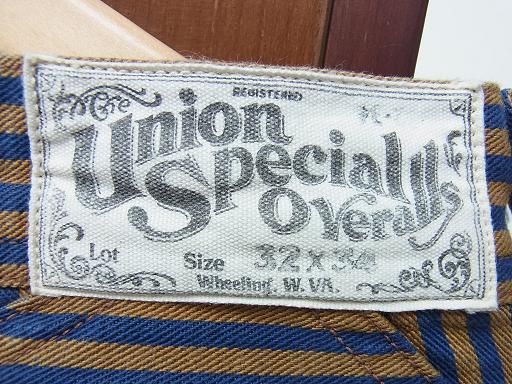 The
REGISTERED
Union
Special
Overalls
Lot
Size 32 x 34
Wheeling, W. VA.